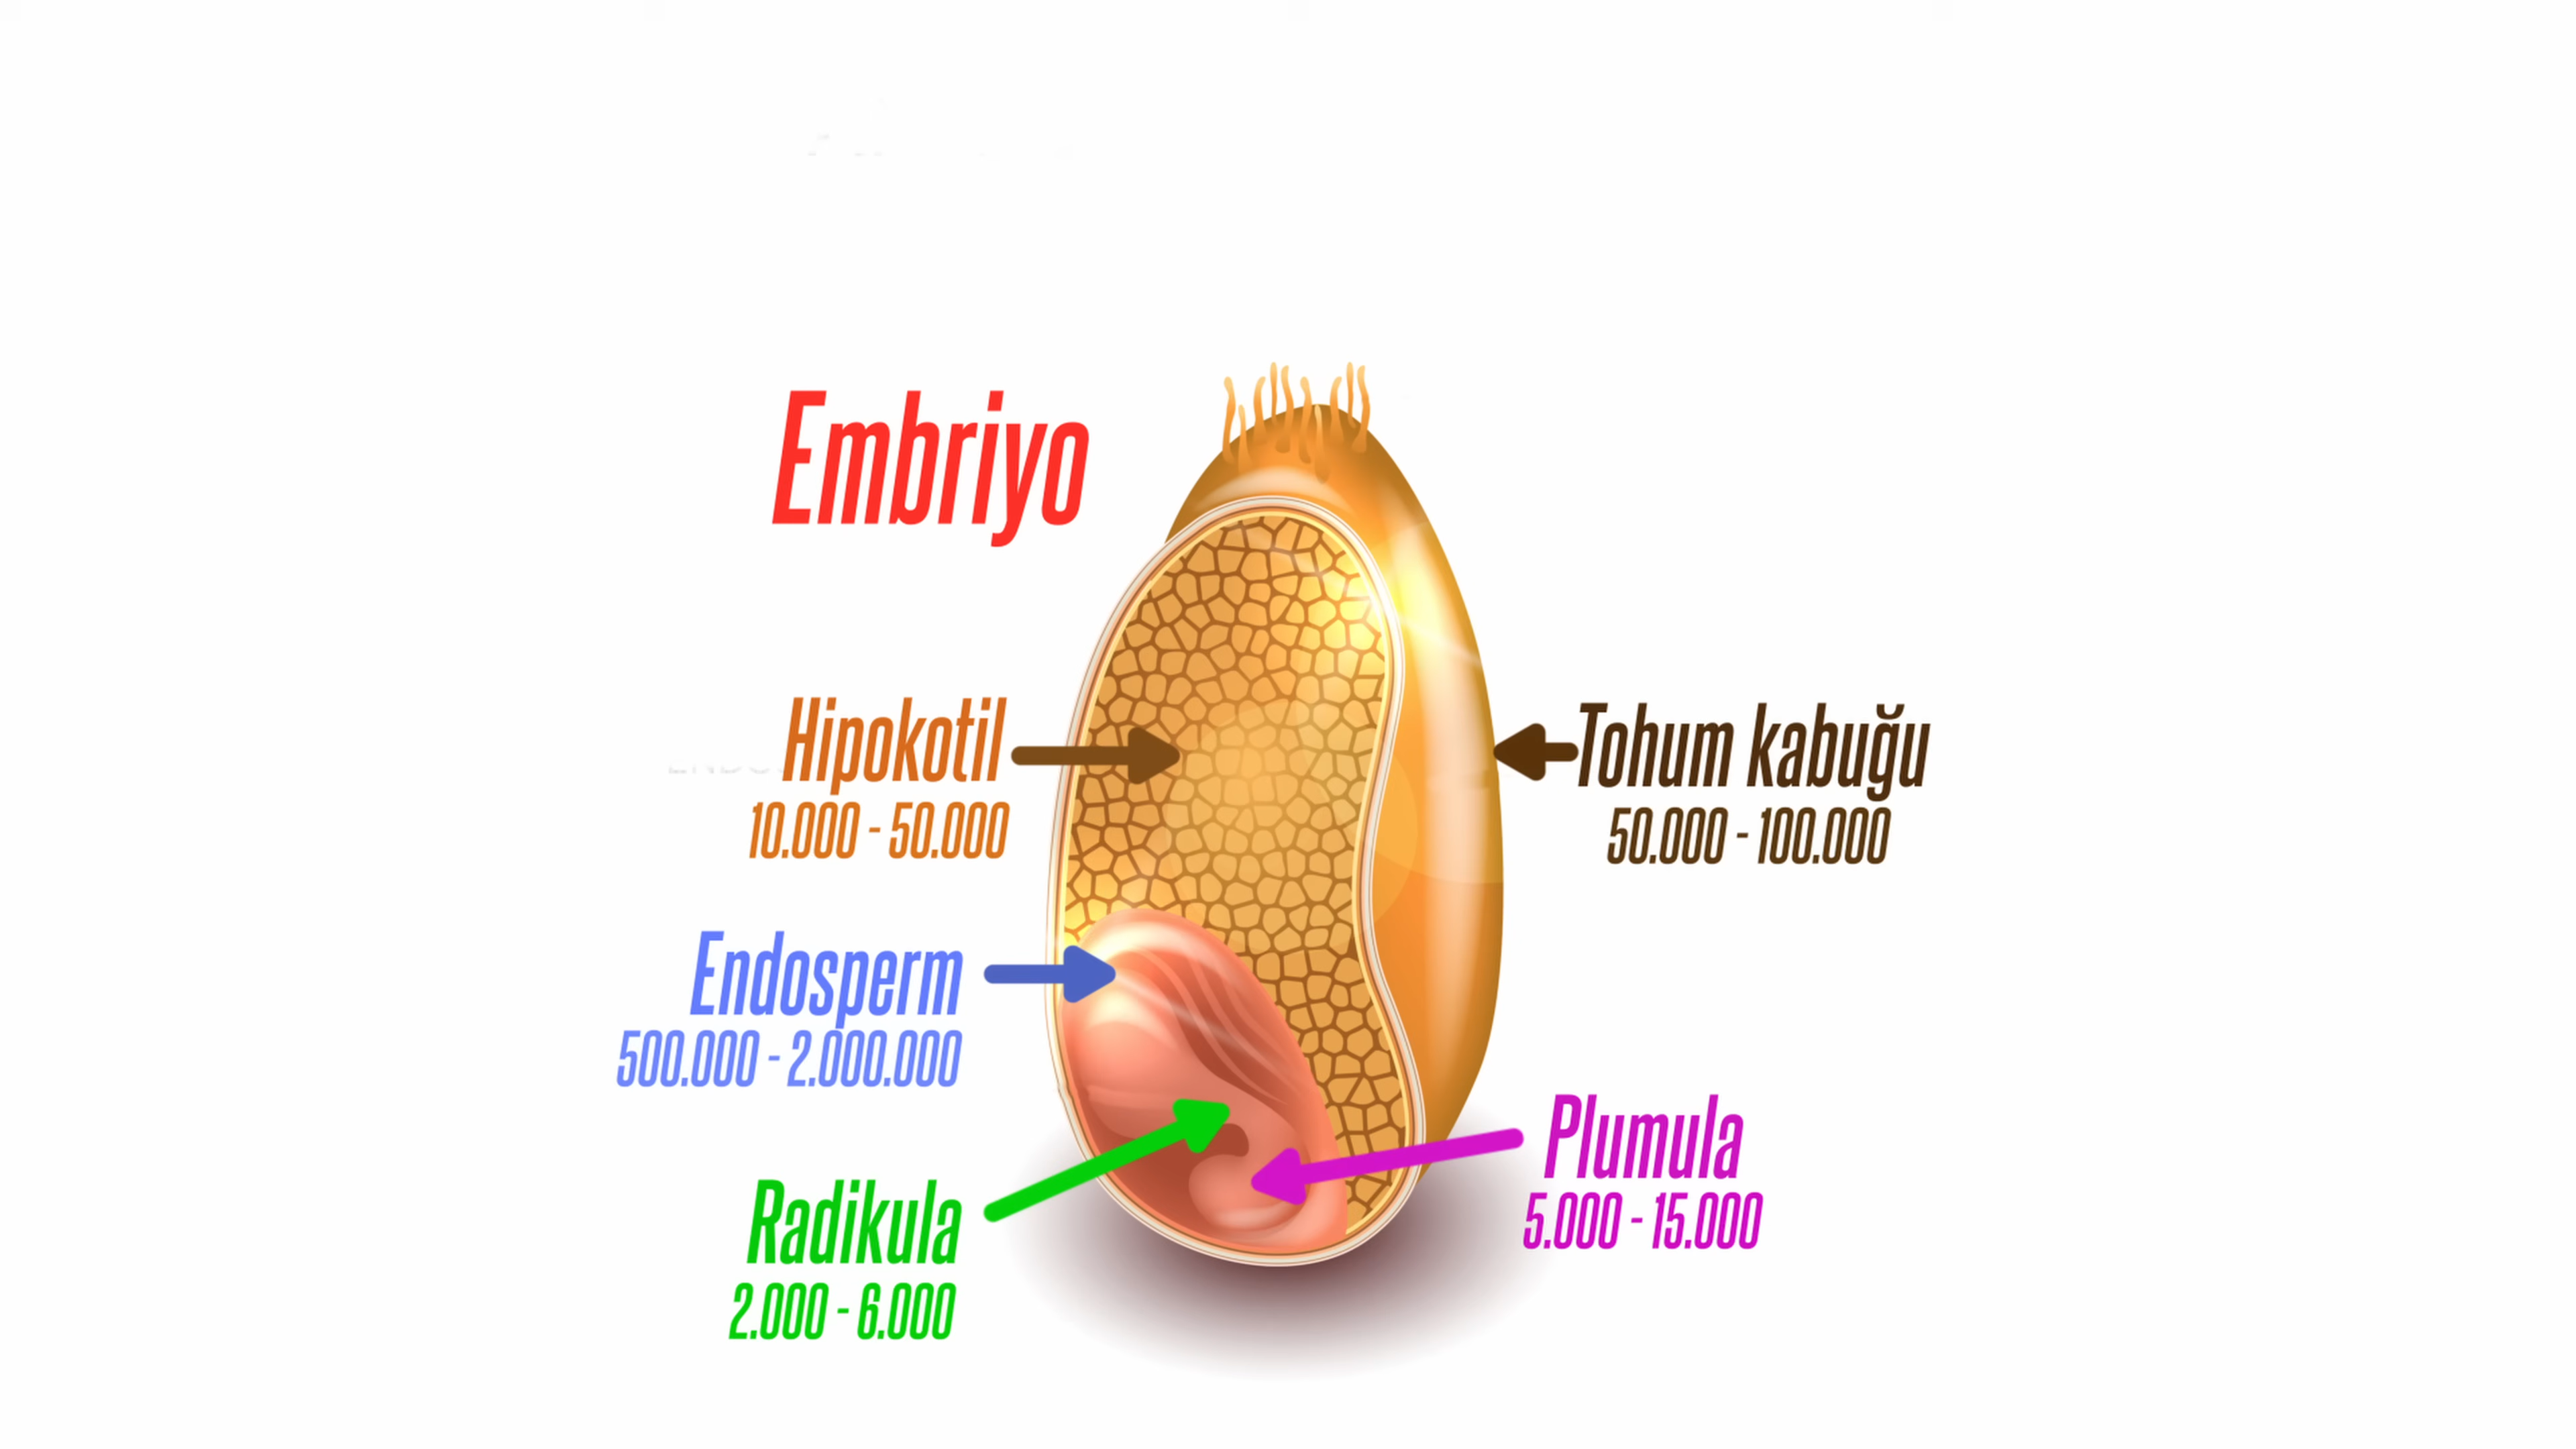 Embriyo
Hipokotil
10.000 - 50.000
Tohum kabuğu
50.000 - 100.000
Endosperm
500.000 - 2.000.000
Plumula
5.000 - 15.000
Radikula
2.000 - 6.000